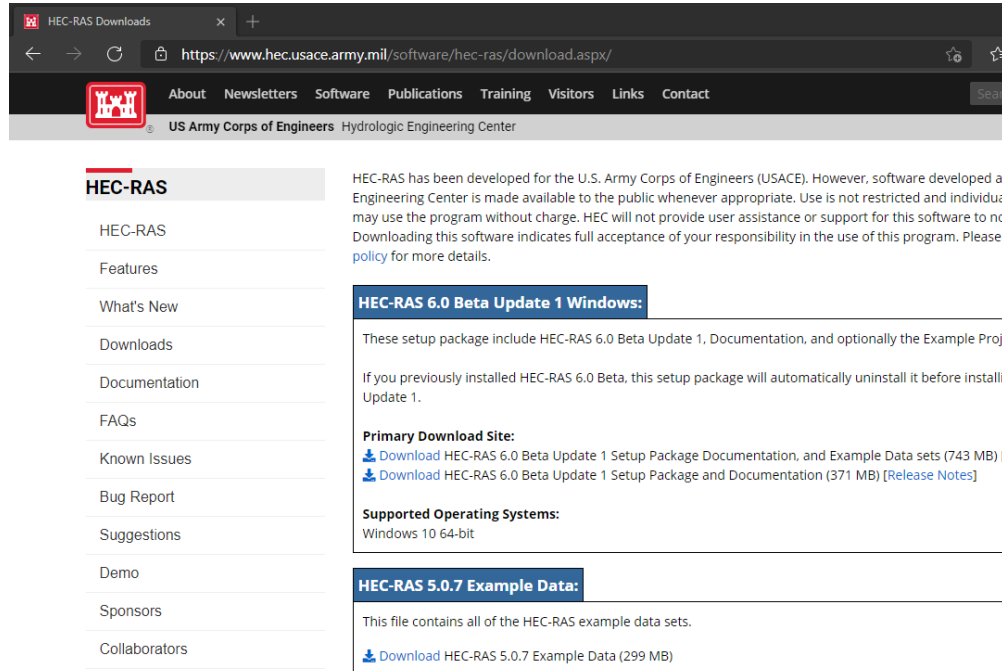 HEC-RAS Downloads
https://www.hec.usace.army.mil/software/hec-ras/download.aspx/
About Newsletters Software Publications Training Visitors Links Contact
US Army Corps of Engineers Hydrologic Engineering Center
HEC-RAS
HEC-RAS
Features
What's New
Downloads
Documentation
FAQs
Known Issues
Bug Report
Suggestions
Demo
Sponsors
Collaborators
HEC-RAS has been developed for the U.S. Army Corps of Engineers (USACE). However, software developed
Engineering Center is made available to the public whenever appropriate. Use is not restricted and
may use the program without charge. HEC will not provide user assistance or support for this software to
Downloading this software indicates full acceptance of your responsibility in the use of this program. Please
policy for more details.
HEC-RAS 6.0 Beta Update 1 Windows:
These setup package include HEC-RAS 6.0 Beta Update 1, Documentation, and optionally the Example
If you previously installed HEC-RAS 6.0 Beta, this setup package will automatically uninstall it before
Update 1.
Primary Download Site:
Download HEC-RAS 6.0 Beta Update 1 Setup Package Documentation, and Example Data sets (743 MB) [
Download HEC-RAS 6.0 Beta Update 1 Setup Package and Documentation (371 MB) [Release Notes]
Supported Operating Systems:
Windows 10 64-bit
HEC-RAS 5.0.7 Example Data:
This file contains all of the HEC-RAS example data sets.
Download HEC-RAS 5.0.7 Example Data (299 MB)